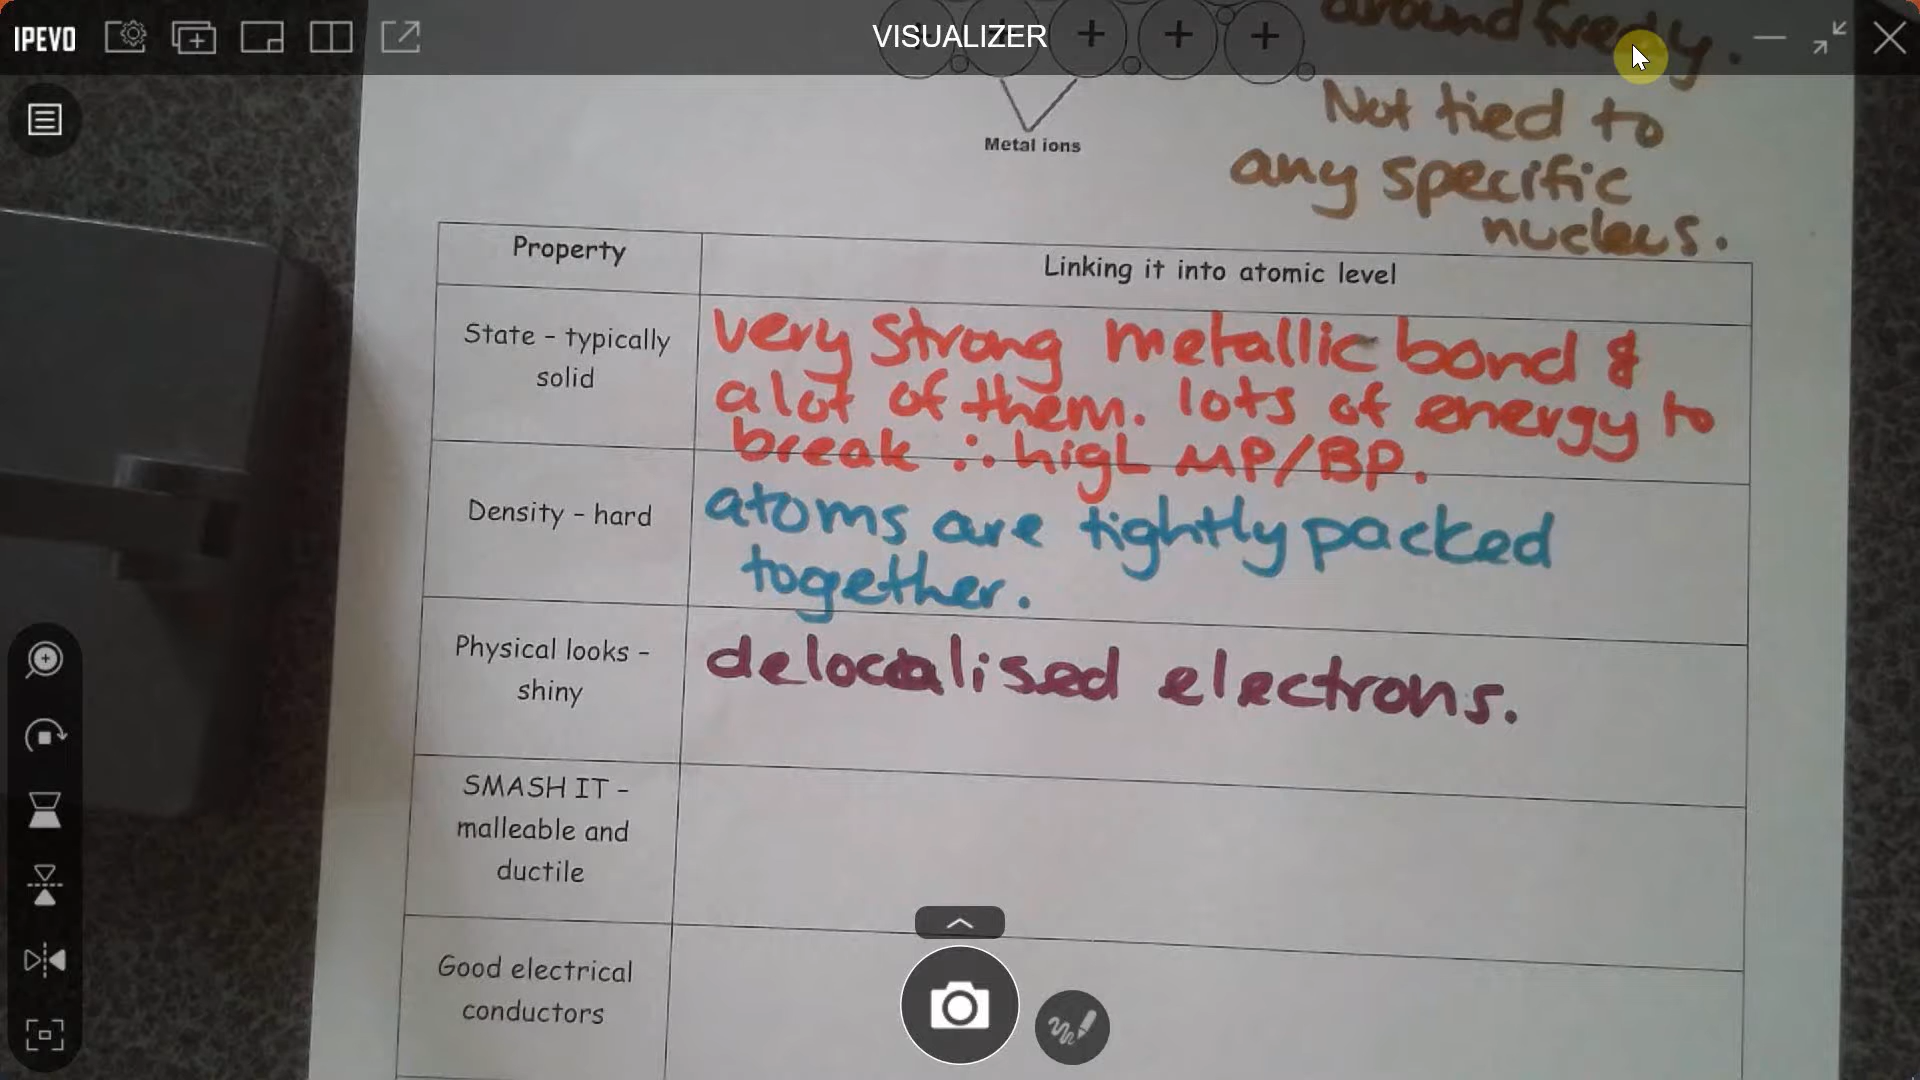 IPEVO
VISUALIZER
around freely.
Not tied to
any specific
nucleus.
Metal ions
Property
Linking it into atomic level
State – typically
solid
very strong metallic bond &
a lot of them. lots of energy to
break ∴ high MP/BP.
Density – hard
atoms are tightly packed
together.
Physical looks –
shiny
delocalised electrons.
SMASH IT –
malleable and
ductile
Good electrical
conductors